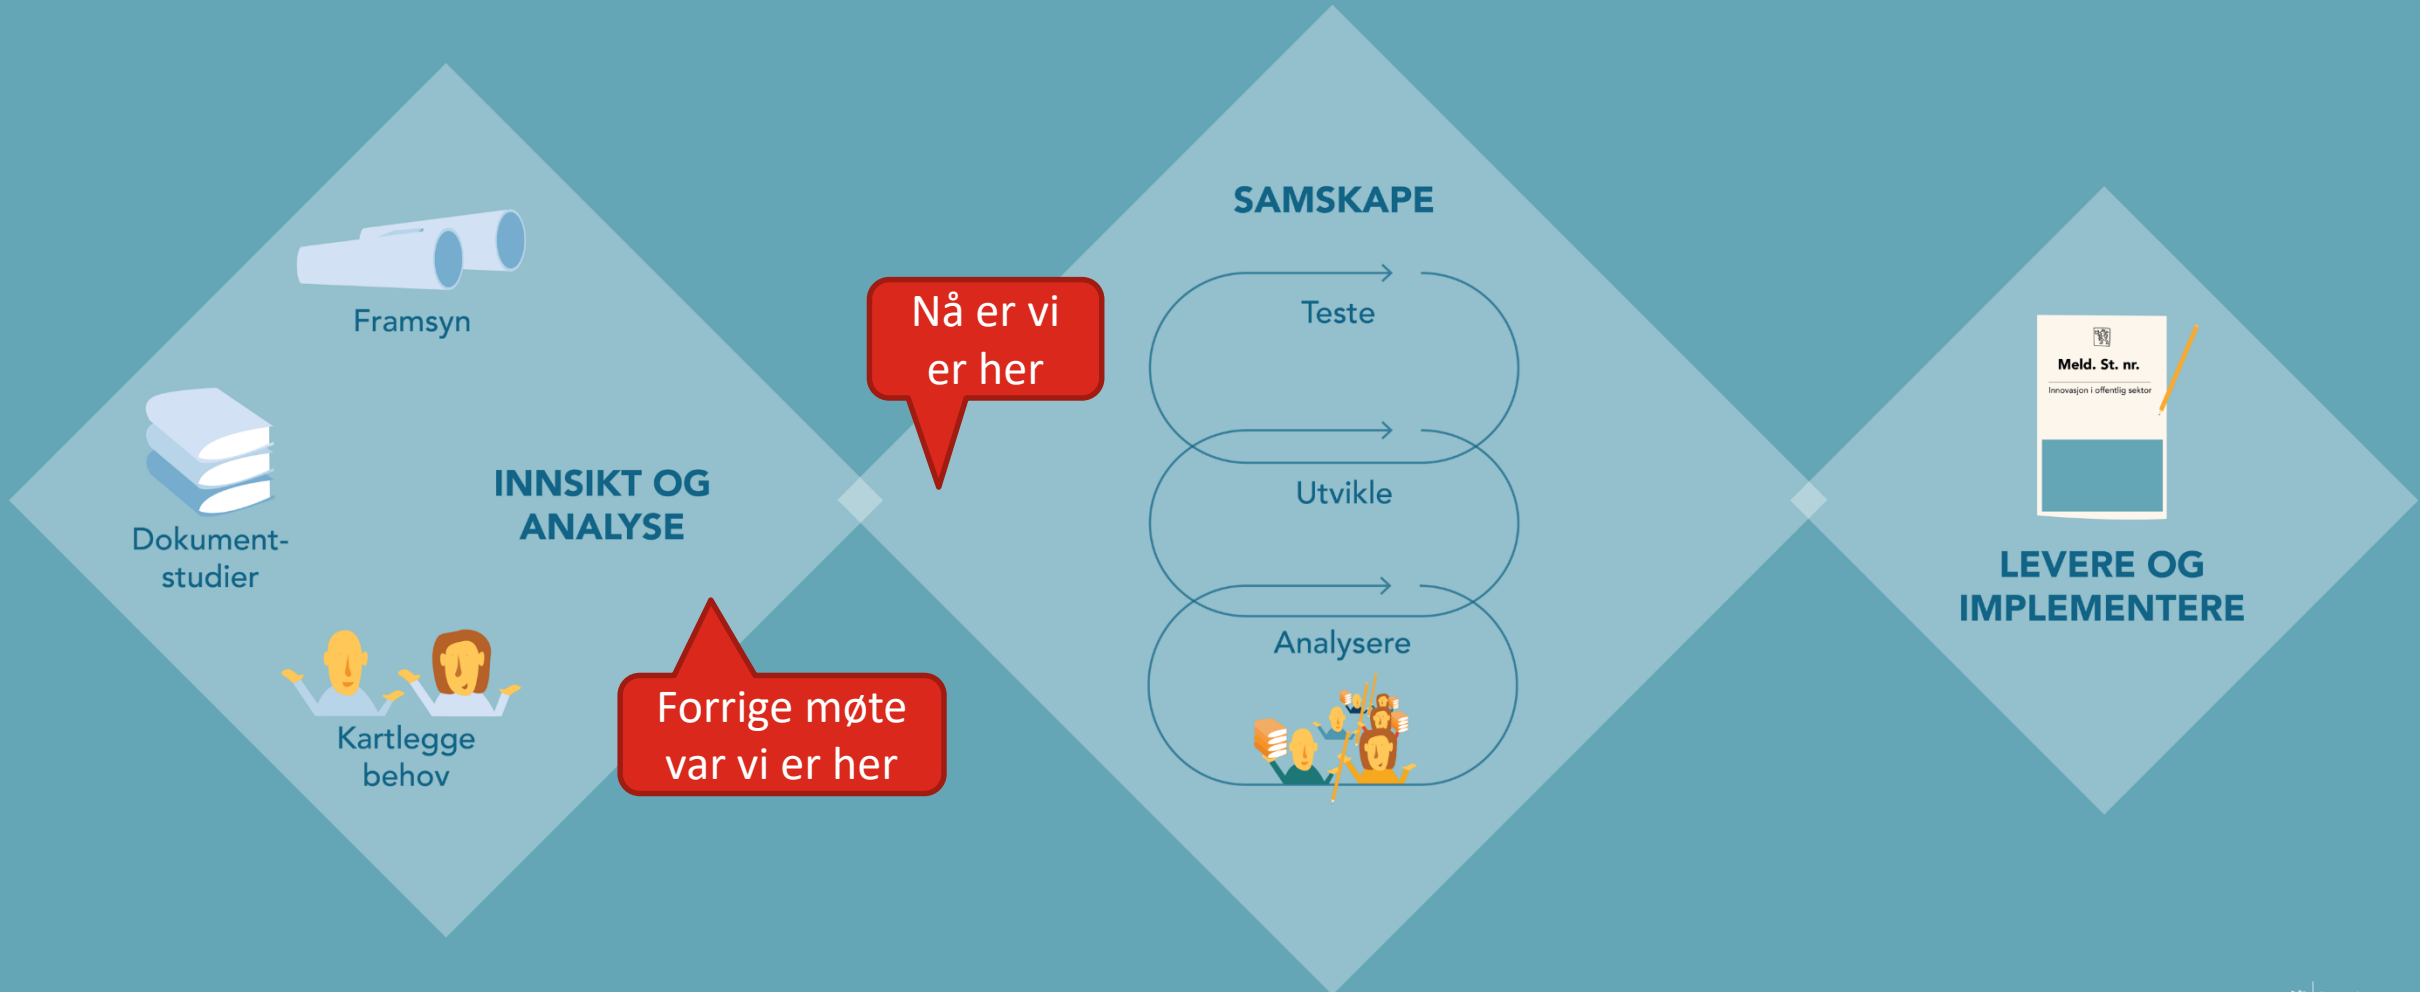 Framsyn
Dokument-
studier
INNSIKT OG
ANALYSE
Kartlegge
behov
Forrige møte
var vi er her
Nå er vi
er her
SAMSKAPE
Teste
Utvikle
Analysere
Meld. St. nr.
Innovasjon i offentlig sektor
LEVERE OG
IMPLEMENTERE